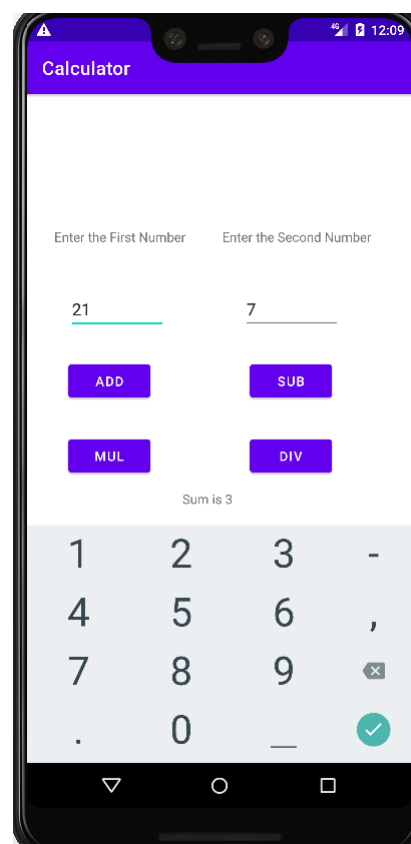 4G 12:09
Calculator
Enter the First Number Enter the Second Number
21 7
ADD SUB
MUL DIV
Sum is 3
1 2 3 -
4 5 6 ,
7 8 9
. 0 _